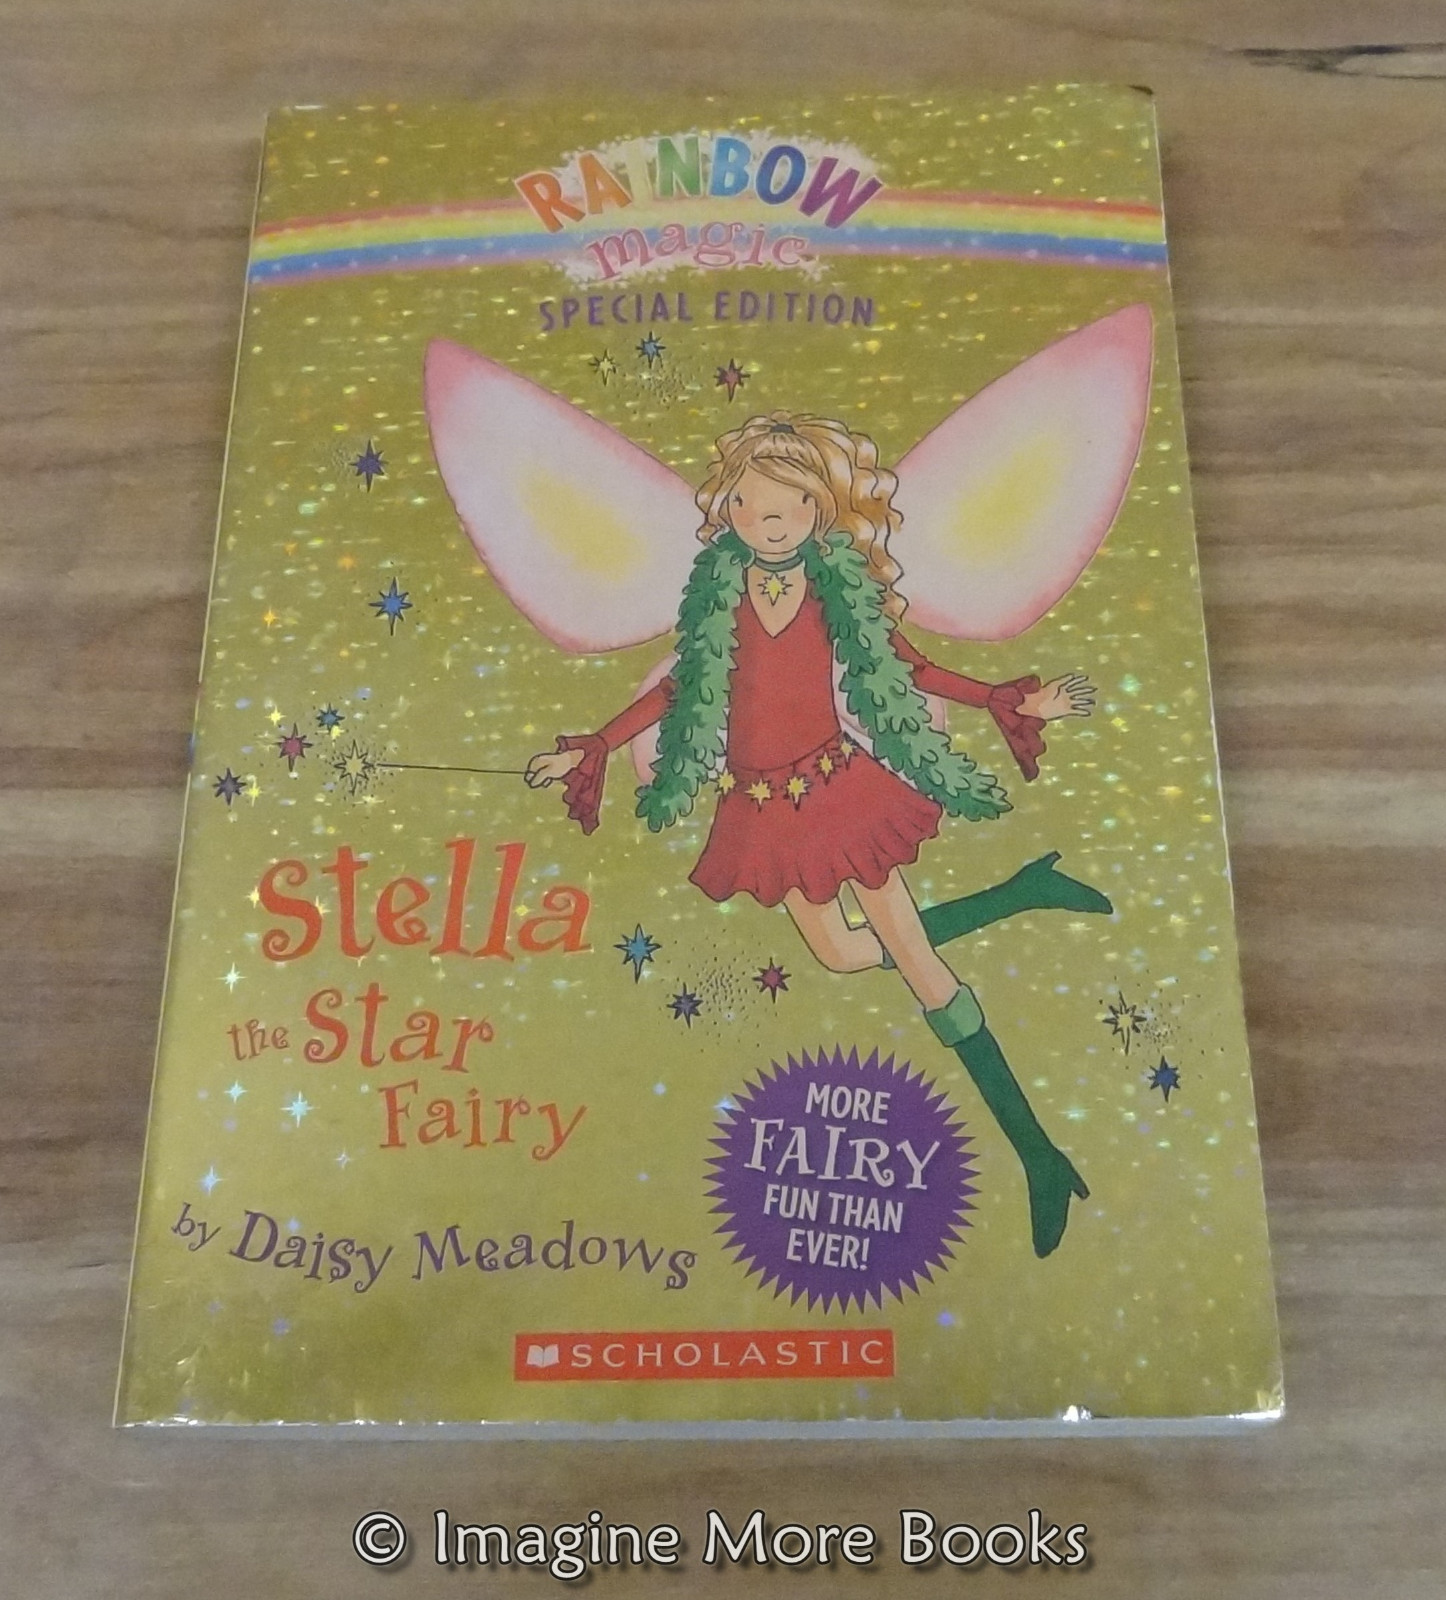 RAINBOW
magic
SPECIAL EDITION
Stella
the Star
Fairy
by Daisy Meadows
MORE
FAIRY
FUN THAN
EVER!
SCHOLASTIC
© Imagine More Books